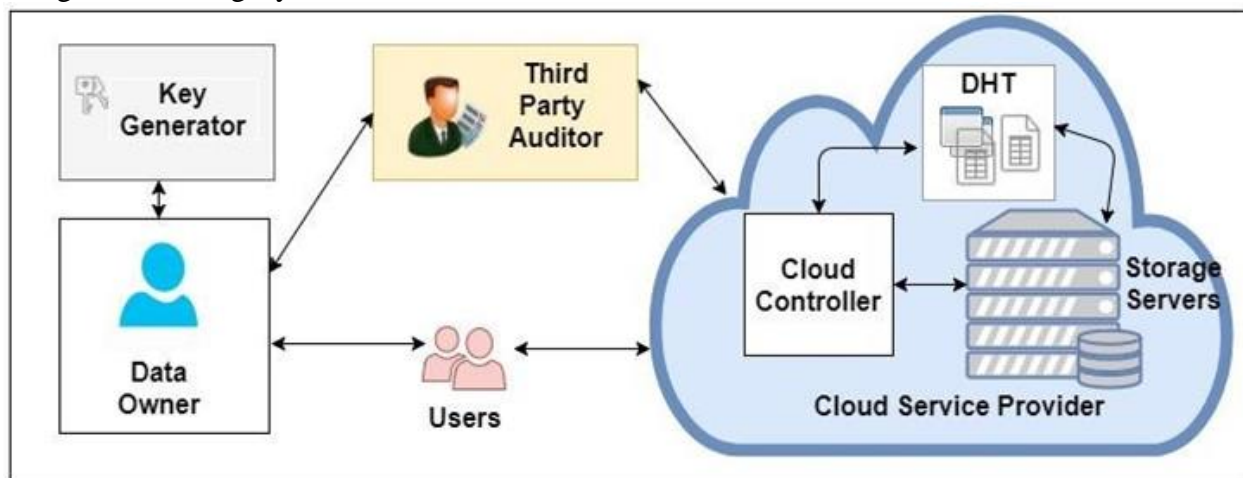 Key
Generator
Third
Party
Auditor
DHT
Cloud
Controller
Storage
Servers
Data
Owner
Users
Cloud Service Provider